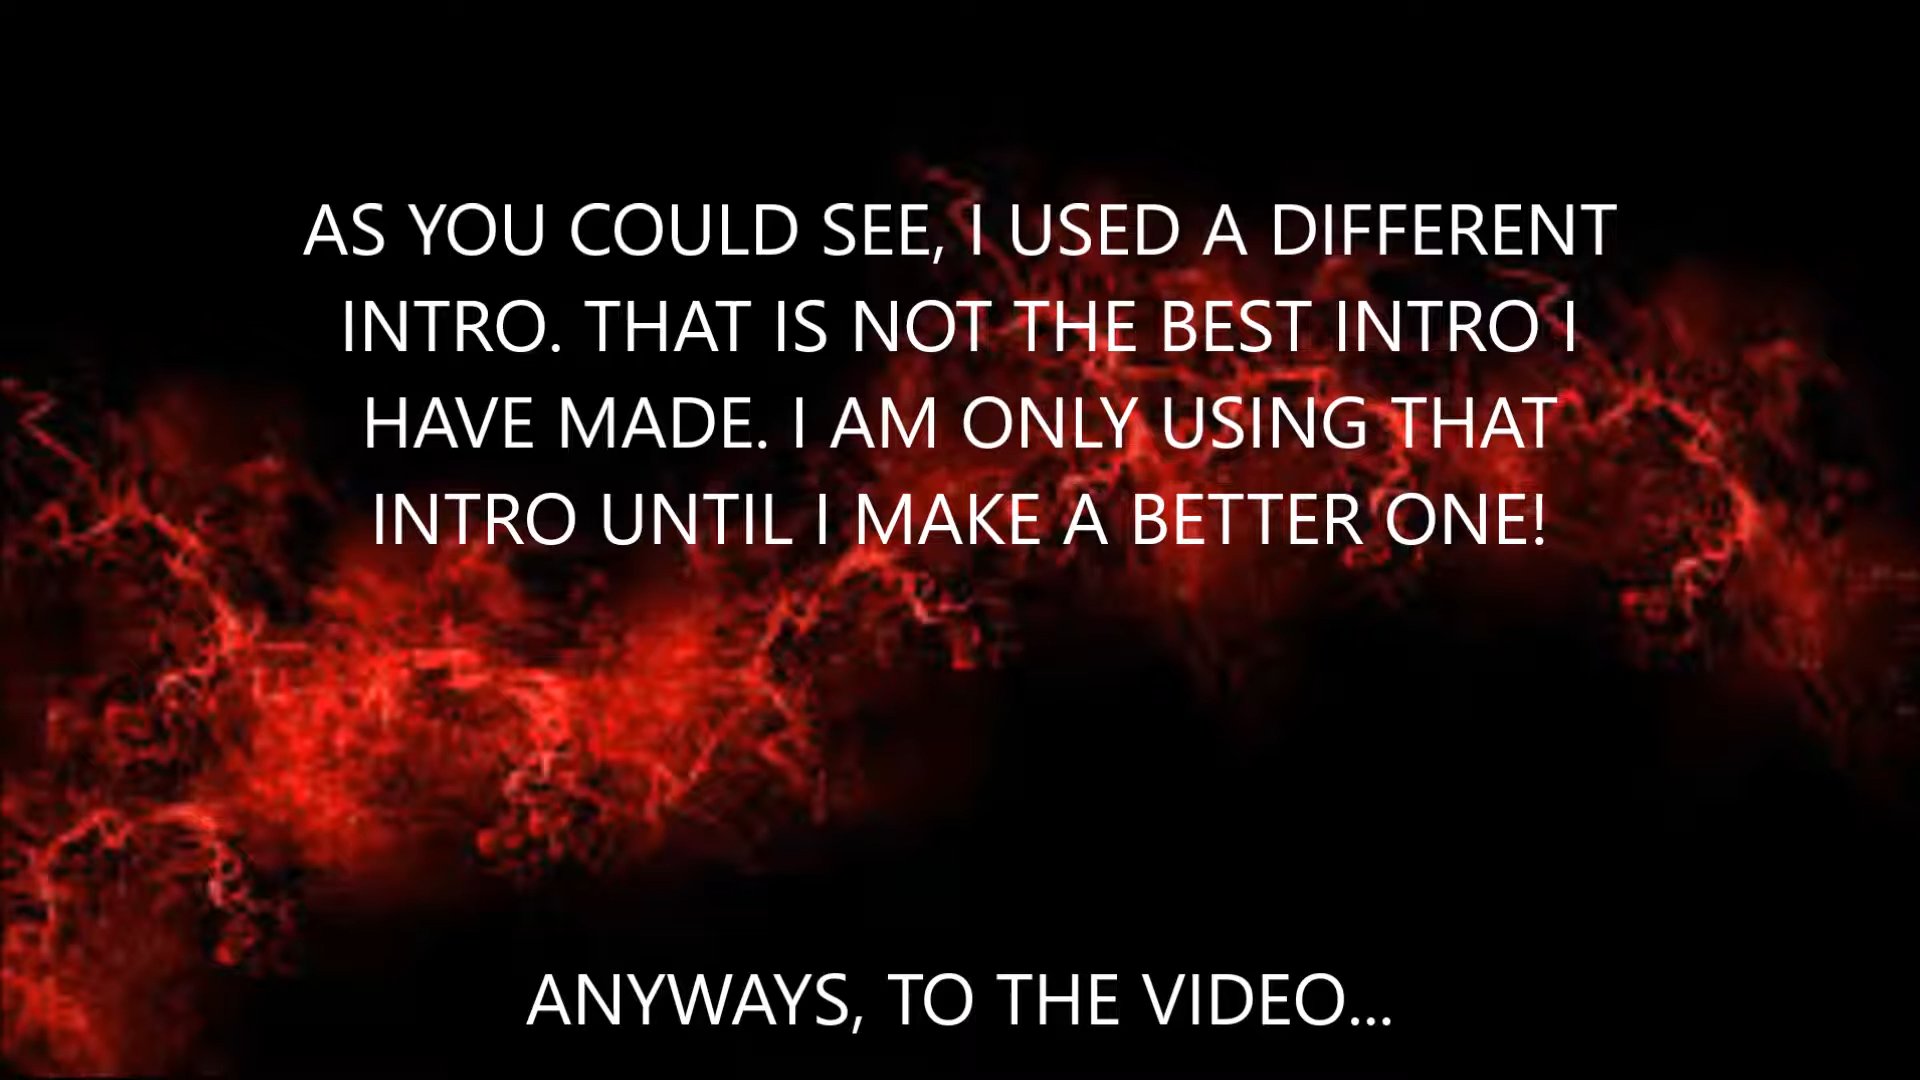 AS YOU COULD SEE, I USED A DIFFERENT
INTRO. THAT IS NOT THE BEST INTRO I
HAVE MADE. I AM ONLY USING THAT
INTRO UNTIL I MAKE A BETTER ONE!
ANYWAYS, TO THE VIDEO...